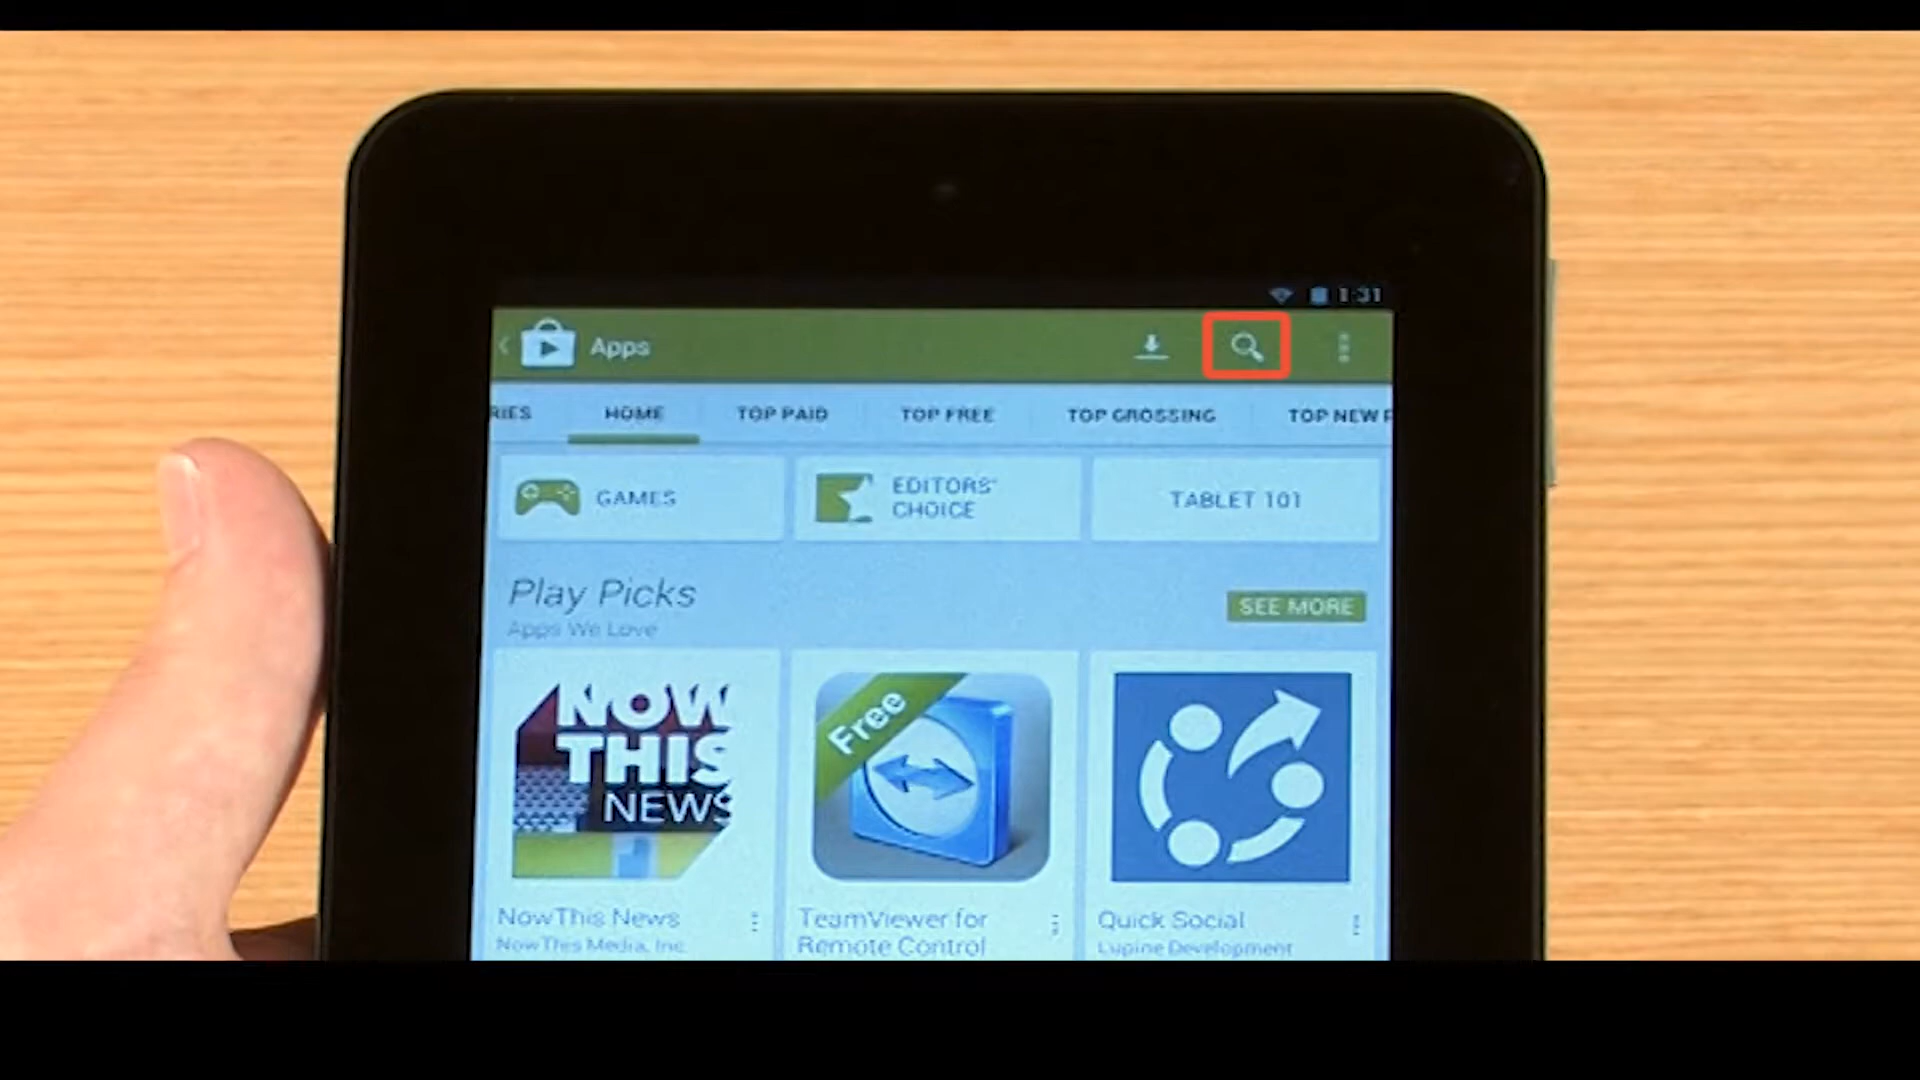 1:31
Apps
RIES HOME TOP PAID TOP FREE TOP GROSSING TOP NEW F
GAMES
EDITORS'
CHOICE
TABLET 101
Play Picks
SEE MORE
Apps We Love
NOW
THIS
NEWS
Free
NowThis News
NowThis Media, Inc.
TeamViewer for
Remote Control
Quick Social
Lupine Development